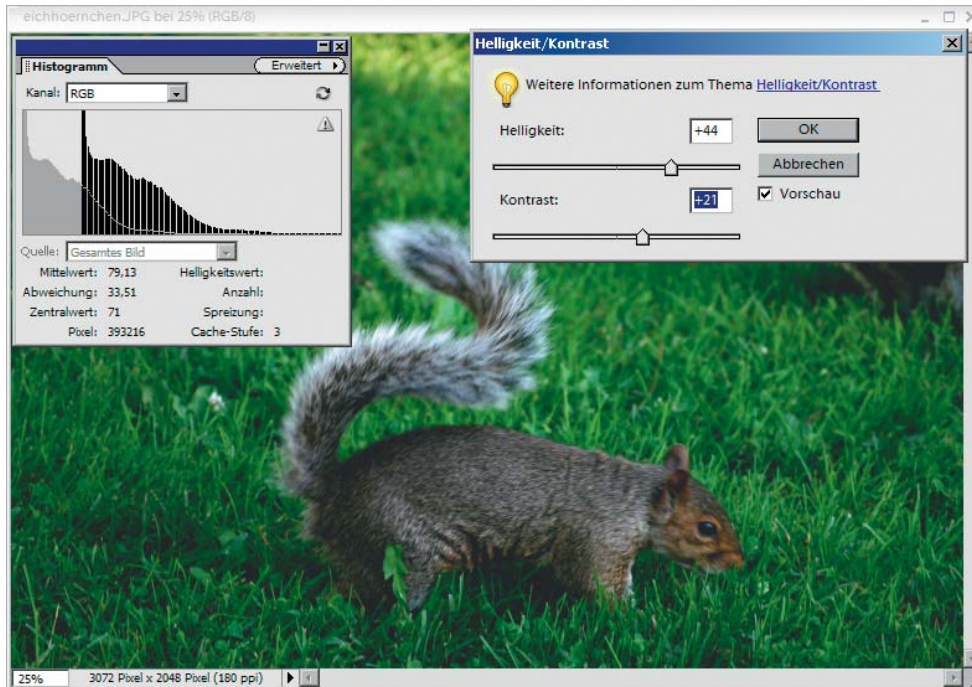 eichhoernchen.JPG bei 25% (RGB/8)
Histogramm
Erweitert
Kanal: RGB
Quelle: Gesamtes Bild
Mittelwert: 79,13 Helligkeitswert:
Abweichung: 33,51 Anzahl:
Zentralwert: 71 Spreizung:
Pixel: 393216 Cache-Stufe: 3
Helligkeit/Kontrast
Weitere Informationen zum Thema Helligkeit/Kontrast
Helligkeit: +44 OK
Abbrechen
Kontrast: +21 Vorschau
25% 3072 Pixel x 2048 Pixel (180 ppi)